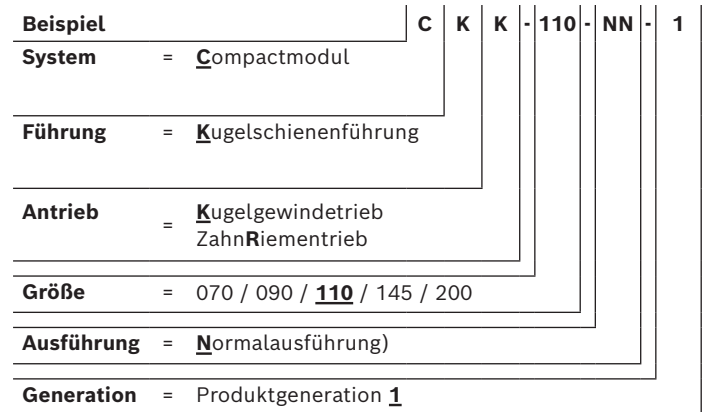 Beispiel C K K - 110 - NN - 1
System = Compactmodul
Führung = Kugelschienenführung
Antrieb = Kugelgewindetrieb
ZahnRiementrieb
Größe = 070 / 090 / 110 / 145 / 200
Ausführung = Normalausführung)
Generation = Produktgeneration 1